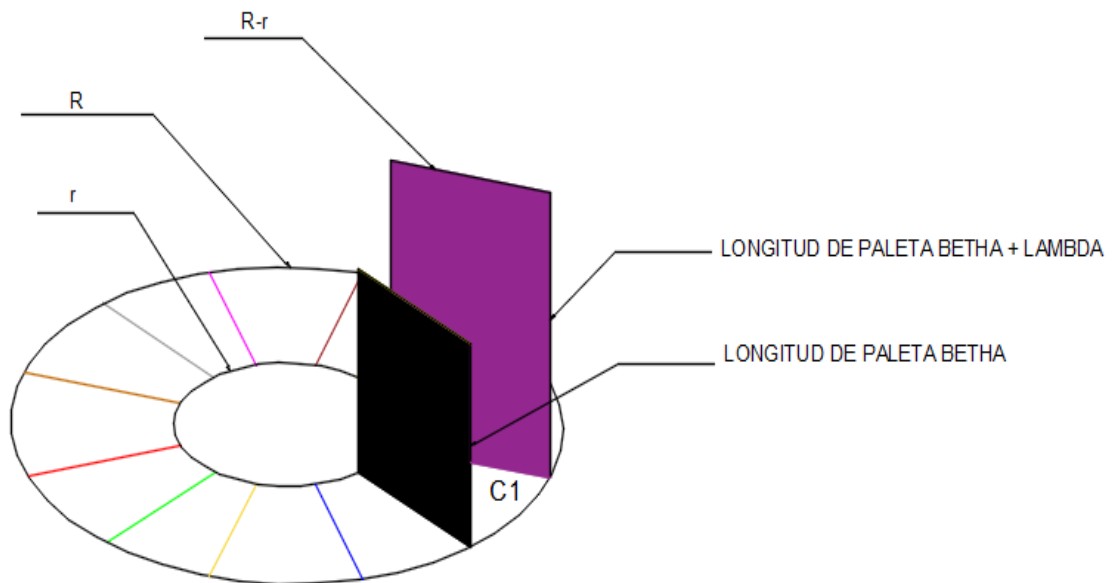 R-r
R
r
LONGITUD DE PALETA BETHA + LAMBDA
LONGITUD DE PALETA BETHA
C1